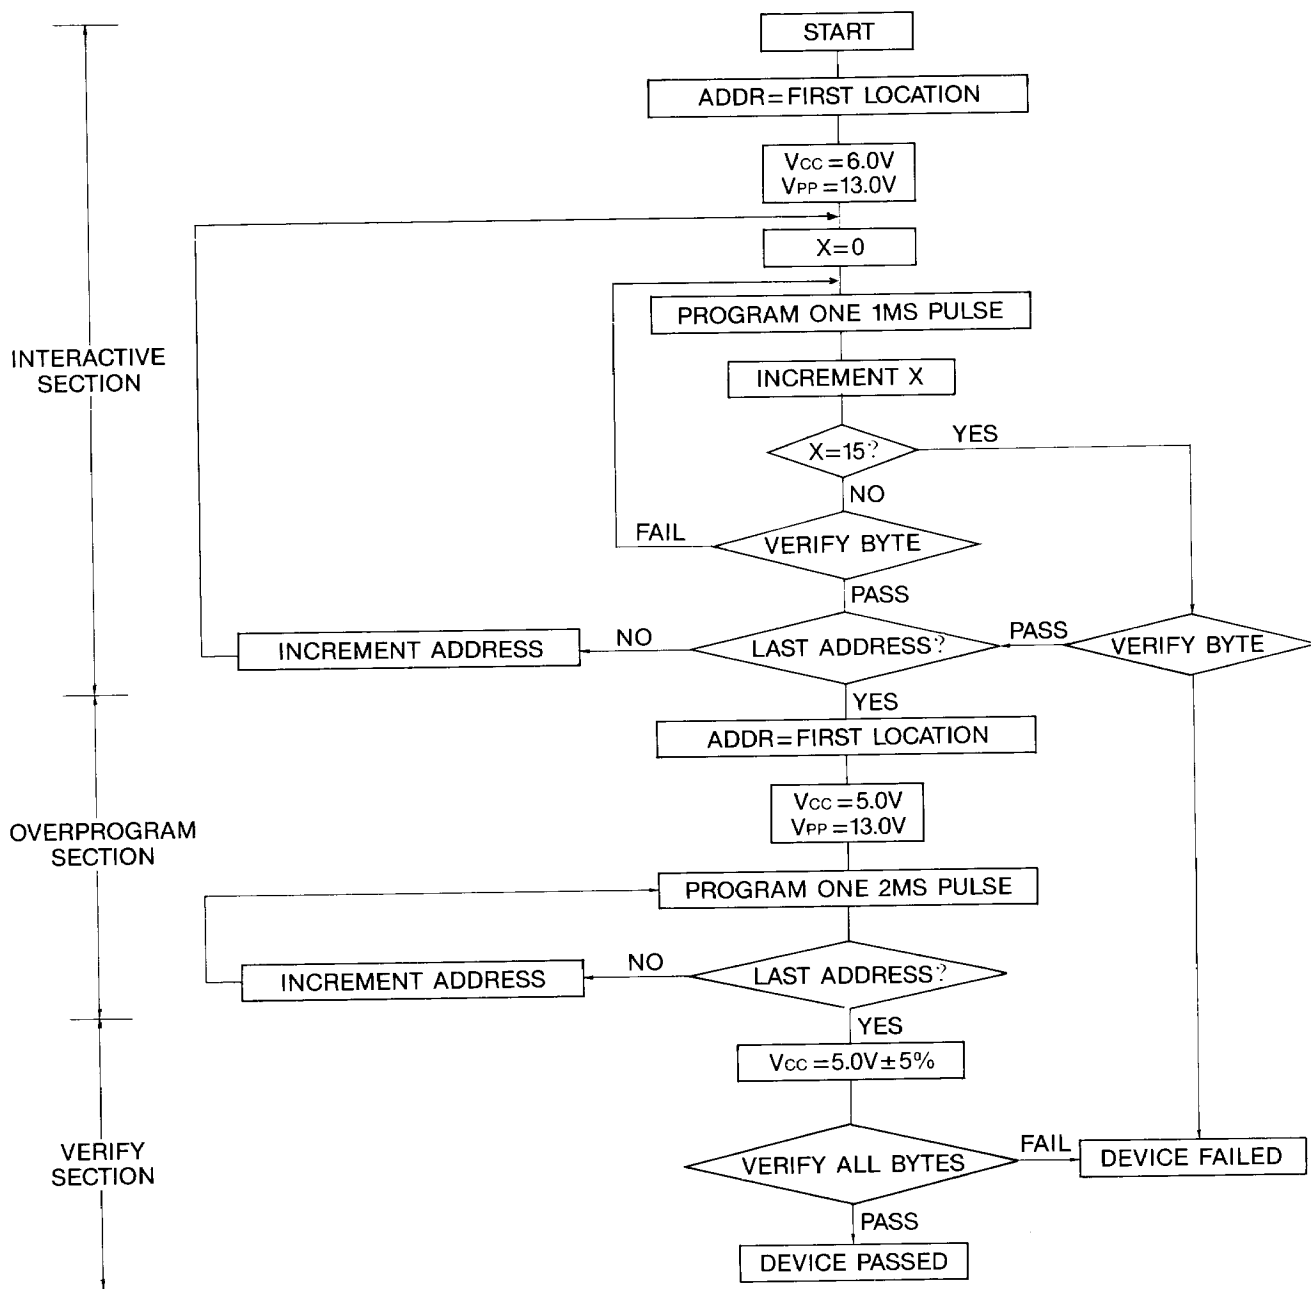 START
ADDR=FIRST LOCATION
VCC=6.0V
VPP=13.0V
X=0
PROGRAM ONE 1MS PULSE
INTERACTIVE
SECTION
INCREMENT X
X=15?
YES
NO
FAIL
VERIFY BYTE
PASS
INCREMENT ADDRESS
NO
LAST ADDRESS?
PASS
VERIFY BYTE
YES
ADDR=FIRST LOCATION
VCC=5.0V
VPP=13.0V
OVERPROGRAM
SECTION
PROGRAM ONE 2MS PULSE
INCREMENT ADDRESS
NO
LAST ADDRESS?
YES
VCC=5.0V±5%
VERIFY
SECTION
VERIFY ALL BYTES
FAIL
DEVICE FAILED
PASS
DEVICE PASSED